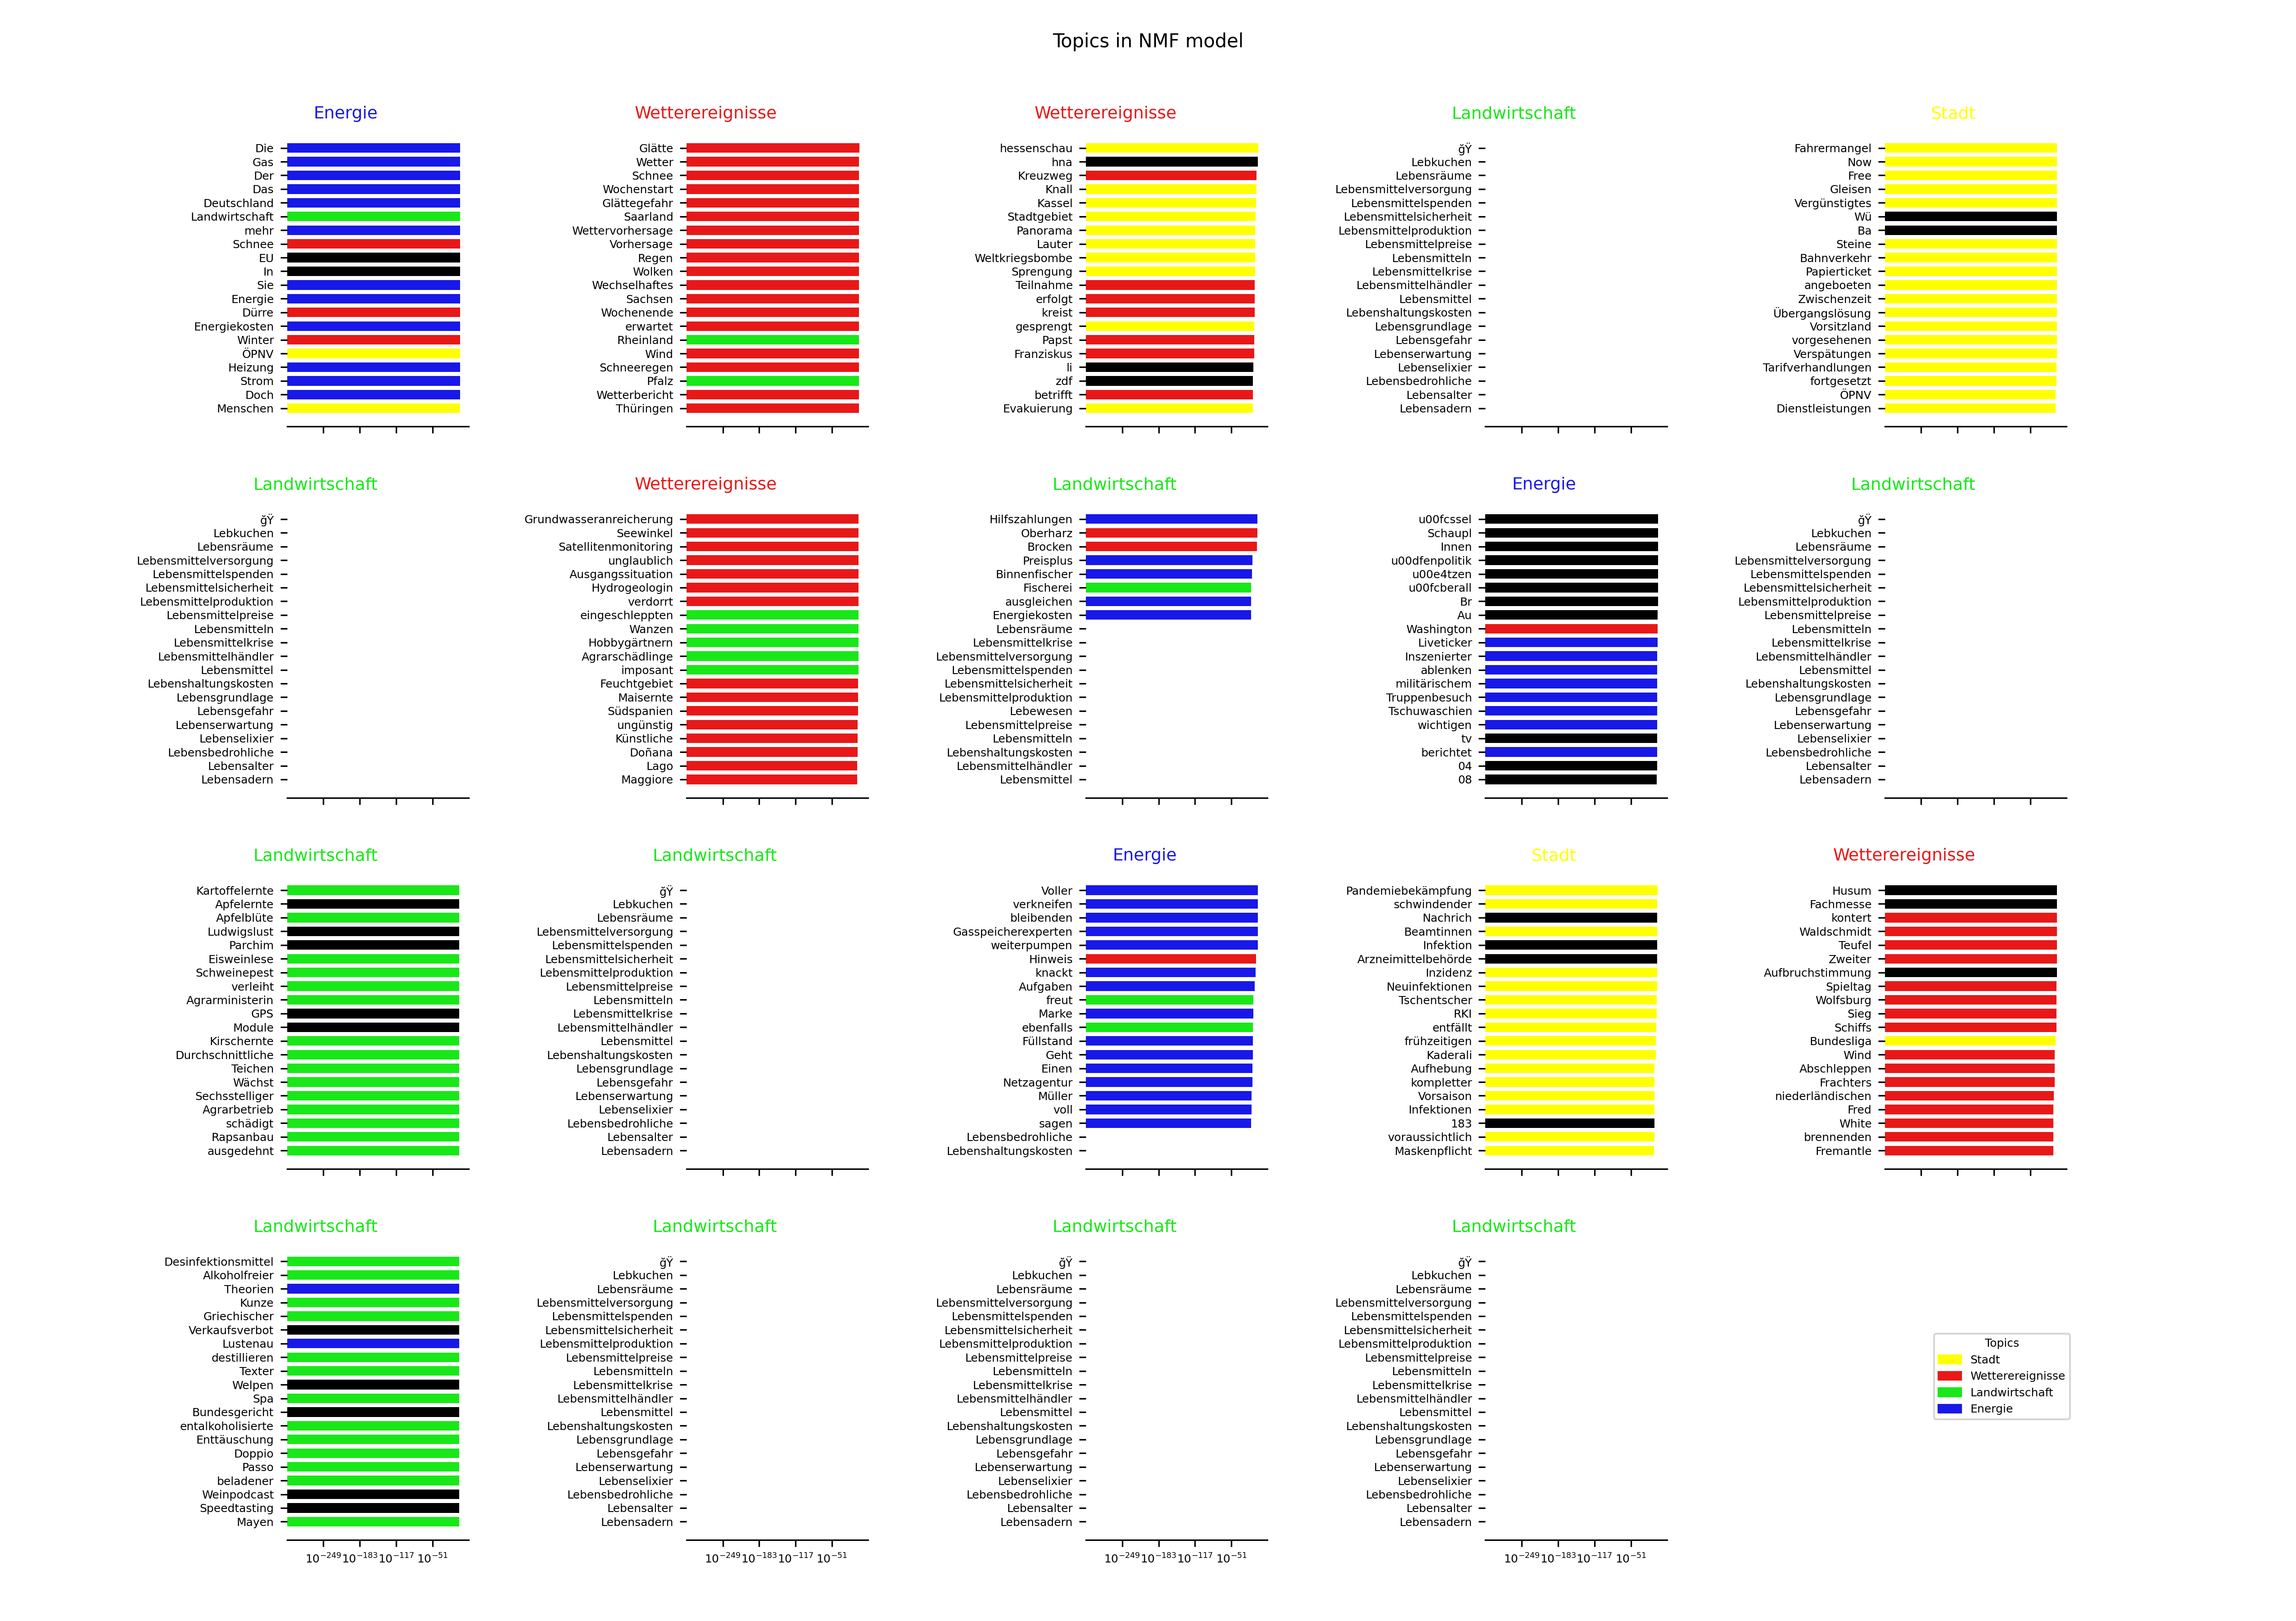 Topics in NMF model
Energie
Die
Gas
Der
Das
Deutschland
Landwirtschaft
mehr
Schnee
EU
In
Sie
Energie
Dürre
Energiekosten
Winter
ÖPNV
Heizung
Strom
Doch
Menschen
Wetterereignisse
Glätte
Wetter
Schnee
Wochenstart
Glättegefahr
Saarland
Wettervorhersage
Vorhersage
Regen
Wolken
Wechselhaftes
Sachsen
Wochenende
erwartet
Rheinland
Wind
Schneeregen
Pfalz
Wetterbericht
Thüringen
Wetterereignisse
hessenschau
hna
Kreuzweg
Knall
Kassel
Stadtgebiet
Panorama
Lauter
Weltkriegsbombe
Sprengung
Teilnahme
erfolgt
kreist
gesprengt
Papst
Franziskus
li
zdf
betrifft
Evakuierung
Landwirtschaft
ğŸ
Lebkuchen
Lebensräume
Lebensmittelversorgung
Lebensmittelspenden
Lebensmittelsicherheit
Lebensmittelproduktion
Lebensmittelpreise
Lebensmitteln
Lebensmittelkrise
Lebensmittelhändler
Lebensmittel
Lebenshaltungskosten
Lebensgrundlage
Lebensgefahr
Lebenserwartung
Lebenselixier
Lebensbedrohliche
Lebensalter
Lebensadern
Stadt
Fahrermangel
Now
Free
Gleisen
Vergünstigtes
Wü
Ba
Steine
Bahnverkehr
Papierticket
angeboeten
Zwischenzeit
Übergangslösung
Vorsitzland
vorgesehenen
Verspätungen
Tarifverhandlungen
fortgesetzt
ÖPNV
Dienstleistungen
Landwirtschaft
ğŸ
Lebkuchen
Lebensräume
Lebensmittelversorgung
Lebensmittelspenden
Lebensmittelsicherheit
Lebensmittelproduktion
Lebensmittelpreise
Lebensmitteln
Lebensmittelkrise
Lebensmittelhändler
Lebensmittel
Lebenshaltungskosten
Lebensgrundlage
Lebensgefahr
Lebenserwartung
Lebenselixier
Lebensbedrohliche
Lebensalter
Lebensadern
Wetterereignisse
Grundwasseranreicherung
Seewinkel
Satellitenmonitoring
unglaublich
Ausgangssituation
Hydrogeologin
verdorrt
eingeschleppten
Wanzen
Hobbygärtnern
Agrarschädlinge
imposant
Feuchtgebiet
Maisernte
Südspanien
ungünstig
Künstliche
Doñana
Lago
Maggiore
Landwirtschaft
Hilfszahlungen
Oberharz
Brocken
Preisplus
Binnenfischer
Fischerei
ausgleichen
Energiekosten
Lebensräume
Lebensmittelkrise
Lebensmittelversorgung
Lebensmittelspenden
Lebensmittelsicherheit
Lebensmittelproduktion
Lebewesen
Lebensmittelpreise
Lebensmitteln
Lebenshaltungskosten
Lebensmittelhändler
Lebensmittel
Energie
u00fcssel
Schaupl
Innen
u00dfenpolitik
u00e4tzen
u00fcberall
Br
Au
Washington
Liveticker
Inszenierter
ablenken
militärischem
Truppenbesuch
Tschuwaschien
wichtigen
tv
berichtet
04
08
Landwirtschaft
ğŸ
Lebkuchen
Lebensräume
Lebensmittelversorgung
Lebensmittelspenden
Lebensmittelsicherheit
Lebensmittelproduktion
Lebensmittelpreise
Lebensmitteln
Lebensmittelkrise
Lebensmittelhändler
Lebensmittel
Lebenshaltungskosten
Lebensgrundlage
Lebensgefahr
Lebenserwartung
Lebenselixier
Lebensbedrohliche
Lebensalter
Lebensadern
Landwirtschaft
Kartoffelernte
Apfelernte
Apfelblüte
Ludwigslust
Parchim
Eisweinlese
Schweinepest
verleiht
Agrarministerin
GPS
Module
Kirschernte
Durchschnittliche
Teichen
Wächst
Sechsstelliger
Agrarbetrieb
schädigt
Rapsanbau
ausgedehnt
Landwirtschaft
ğŸ
Lebkuchen
Lebensräume
Lebensmittelversorgung
Lebensmittelspenden
Lebensmittelsicherheit
Lebensmittelproduktion
Lebensmittelpreise
Lebensmitteln
Lebensmittelkrise
Lebensmittelhändler
Lebensmittel
Lebenshaltungskosten
Lebensgrundlage
Lebensgefahr
Lebenserwartung
Lebenselixier
Lebensbedrohliche
Lebensalter
Lebensadern
Energie
Voller
verkneifen
bleibenden
Gasspeicherexperten
weiterpumpen
Hinweis
knackt
Aufgaben
freut
Marke
ebenfalls
Füllstand
Geht
Einen
Netzagentur
Müller
voll
sagen
Lebensbedrohliche
Lebenshaltungskosten
Stadt
Pandemiebekämpfung
schwindender
Nachrich
Beamtinnen
Infektion
Arzneimittelbehörde
Inzidenz
Neuinfektionen
Tschentscher
RKI
entfällt
frühzeitigen
Kaderali
Aufhebung
kompletter
Vorsaison
Infektionen
183
voraussichtlich
Maskenpflicht
Wetterereignisse
Husum
Fachmesse
kontert
Waldschmidt
Teufel
Zweiter
Aufbruchstimmung
Spieltag
Wolfsburg
Sieg
Schiffs
Bundesliga
Wind
Abschleppen
Frachters
niederländischen
Fred
White
brennenden
Fremantle
Landwirtschaft
Desinfektionsmittel
Alkoholfreier
Theorien
Kunze
Griechischer
Verkaufsverbot
Lustenau
destillieren
Texter
Welpen
Spa
Bundesgericht
entalkoholisierte
Enttäuschung
Doppio
Passo
beladener
Weinpodcast
Speedtasting
Mayen
10⁻²⁴⁹ 10⁻¹⁸³ 10⁻¹¹⁷ 10⁻⁵¹
Landwirtschaft
ğŸ
Lebkuchen
Lebensräume
Lebensmittelversorgung
Lebensmittelspenden
Lebensmittelsicherheit
Lebensmittelproduktion
Lebensmittelpreise
Lebensmitteln
Lebensmittelkrise
Lebensmittelhändler
Lebensmittel
Lebenshaltungskosten
Lebensgrundlage
Lebensgefahr
Lebenserwartung
Lebenselixier
Lebensbedrohliche
Lebensalter
Lebensadern
10⁻²⁴⁹ 10⁻¹⁸³ 10⁻¹¹⁷ 10⁻⁵¹
Landwirtschaft
ğŸ
Lebkuchen
Lebensräume
Lebensmittelversorgung
Lebensmittelspenden
Lebensmittelsicherheit
Lebensmittelproduktion
Lebensmittelpreise
Lebensmitteln
Lebensmittelkrise
Lebensmittelhändler
Lebensmittel
Lebenshaltungskosten
Lebensgrundlage
Lebensgefahr
Lebenserwartung
Lebenselixier
Lebensbedrohliche
Lebensalter
Lebensadern
10⁻²⁴⁹ 10⁻¹⁸³ 10⁻¹¹⁷ 10⁻⁵¹
Landwirtschaft
ğŸ
Lebkuchen
Lebensräume
Lebensmittelversorgung
Lebensmittelspenden
Lebensmittelsicherheit
Lebensmittelproduktion
Lebensmittelpreise
Lebensmitteln
Lebensmittelkrise
Lebensmittelhändler
Lebensmittel
Lebenshaltungskosten
Lebensgrundlage
Lebensgefahr
Lebenserwartung
Lebenselixier
Lebensbedrohliche
Lebensalter
Lebensadern
10⁻²⁴⁹ 10⁻¹⁸³ 10⁻¹¹⁷ 10⁻⁵¹
Topics
Stadt
Wetterereignisse
Landwirtschaft
Energie